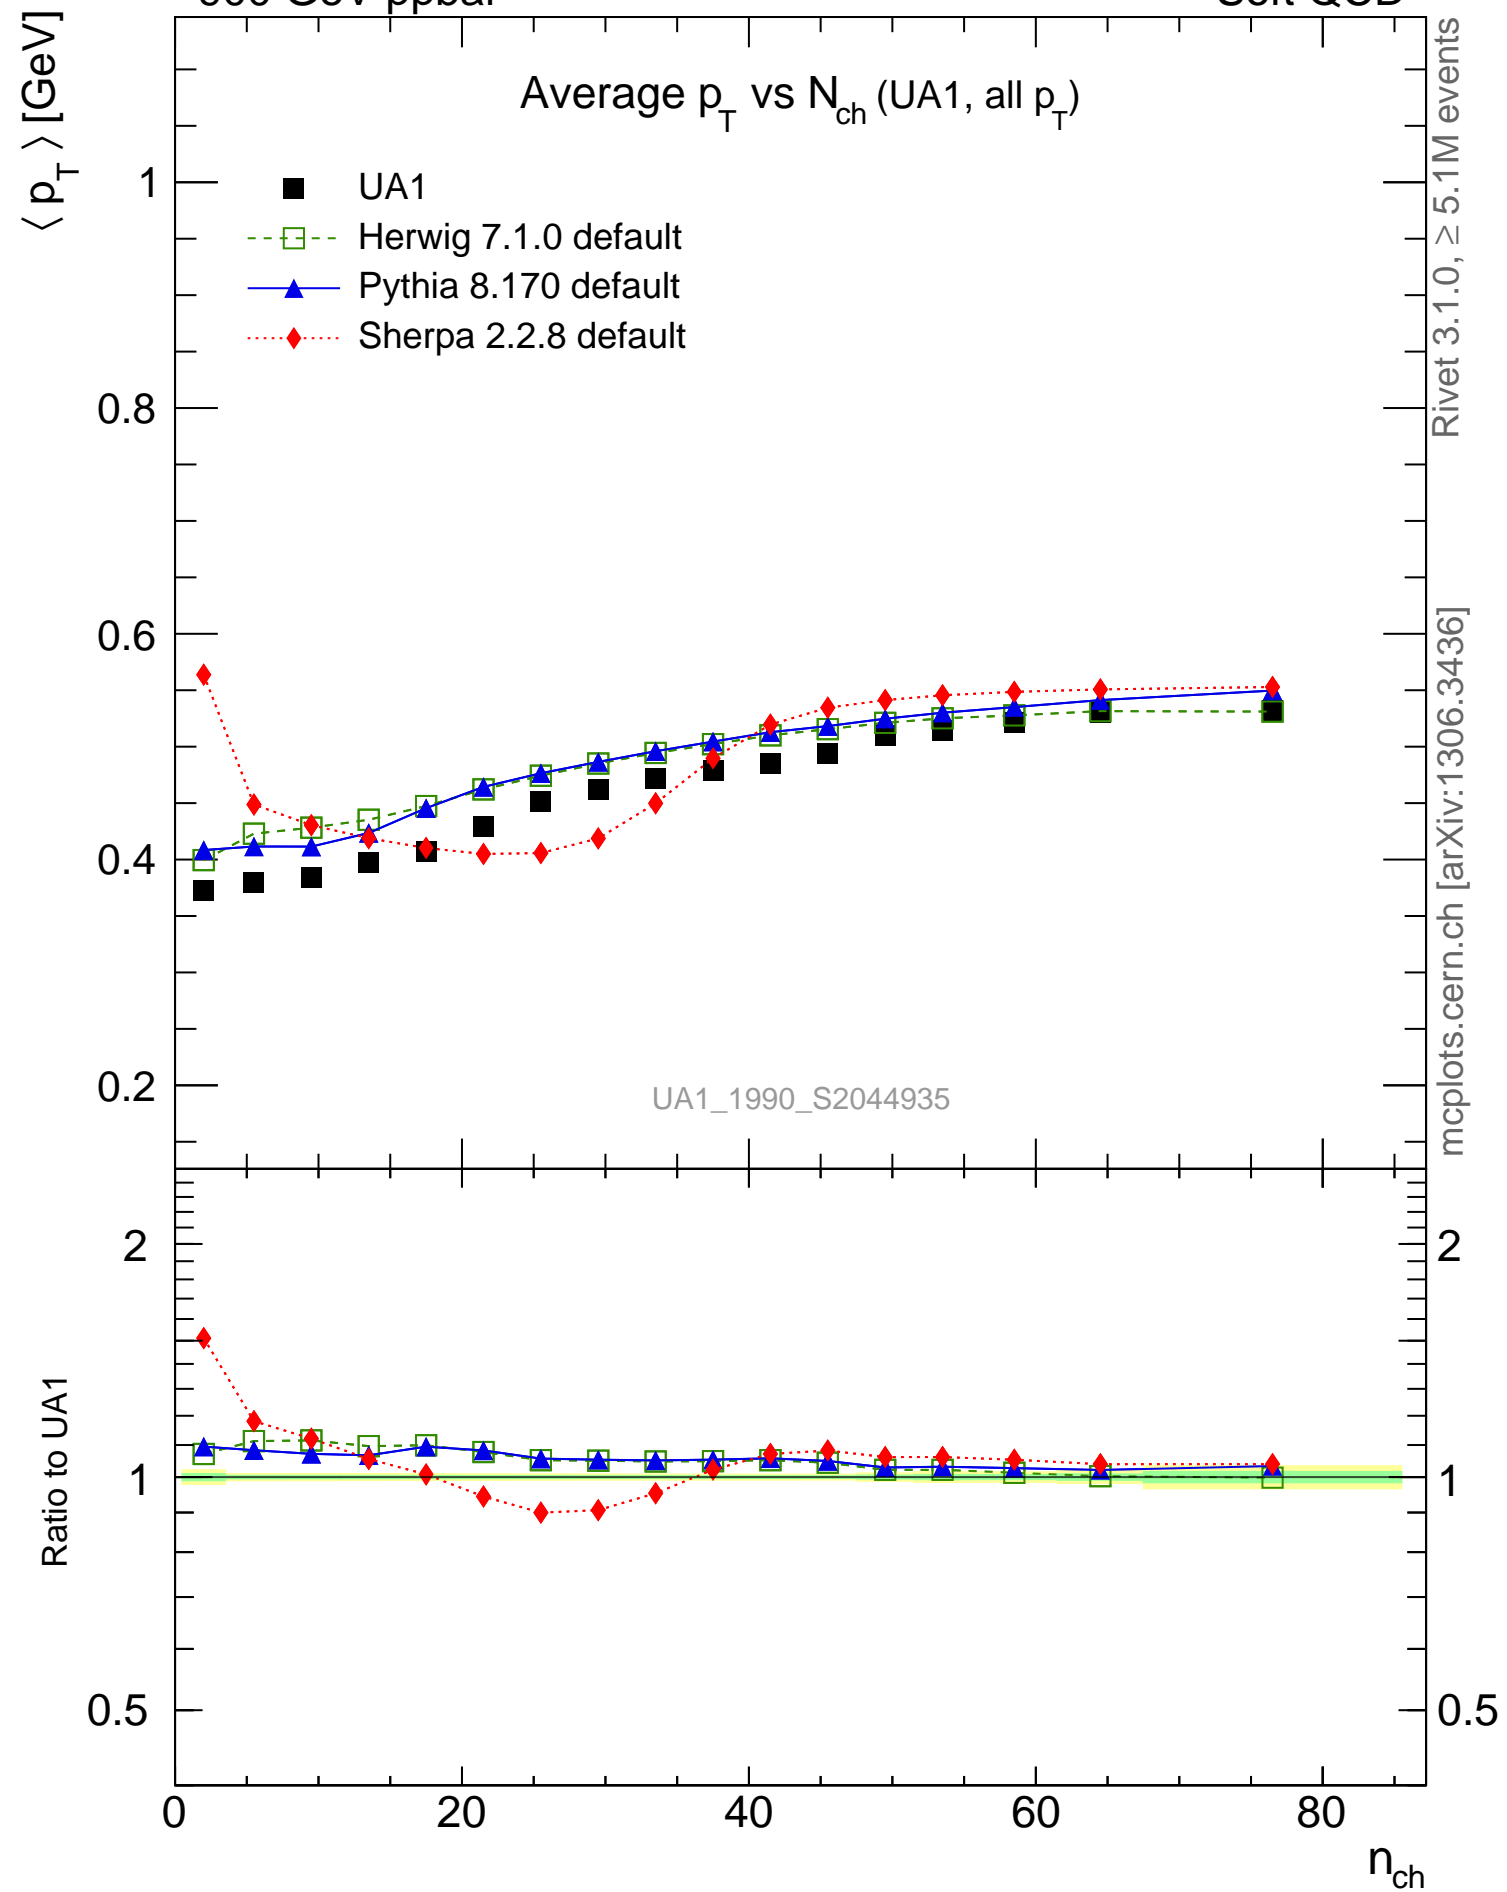 ⟨ p_T ⟩ [GeV]
Average p_T vs N_ch (UA1, all p_T)
UA1
Herwig 7.1.0 default
Pythia 8.170 default
Sherpa 2.2.8 default
1
0.8
0.6
0.4
0.2
UA1_1990_S2044935
Rivet 3.1.0, ≥ 5.1M events
mcplots.cern.ch [arXiv:1306.3436]
Ratio to UA1
2
1
0.5
2
1
0.5
0 20 40 60 80
n_ch